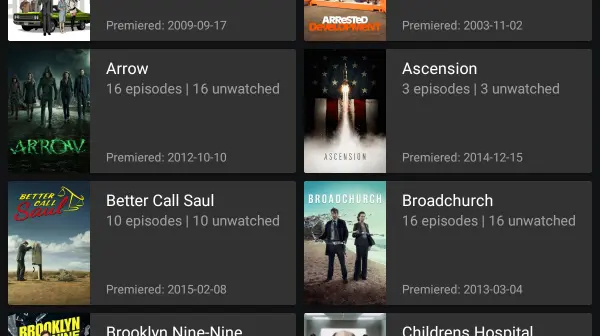 Premiered: 2009-09-17
ARRESTED
DEVELOPMENT
Premiered: 2003-11-02
Arrow
16 episodes | 16 unwatched
ARROW
Premiered: 2012-10-10
Ascension
3 episodes | 3 unwatched
ASCENSION
Premiered: 2014-12-15
BETTER
CALL
Saul
Better Call Saul
10 episodes | 10 unwatched
Premiered: 2015-02-08
BROADCHURCH
Broadchurch
16 episodes | 16 unwatched
Premiered: 2013-03-04
BROOKLYN
NINE-NINE
Brooklyn Nine-Nine
Childrens Hospital